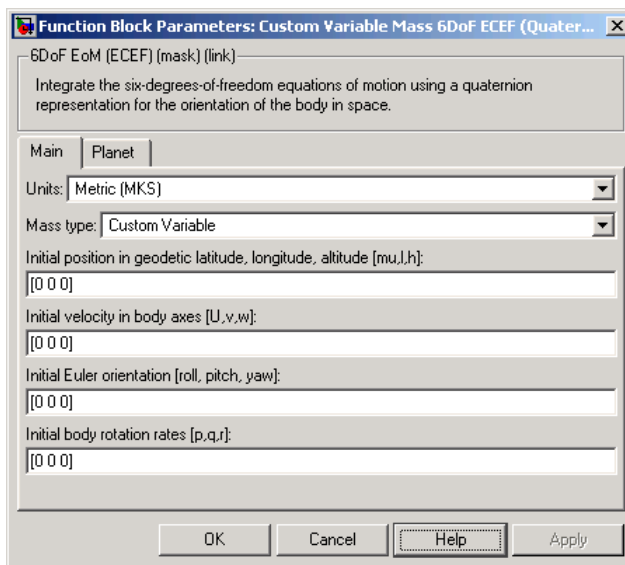 Function Block Parameters: Custom Variable Mass 6DoF ECEF (Quater...
6DoF EoM (ECEF) (mask) (link)
Integrate the six-degrees-of-freedom equations of motion using a quaternion
representation for the orientation of the body in space.
Main Planet
Units: Metric (MKS)
Mass type: Custom Variable
Initial position in geodetic latitude, longitude, altitude [mu,l,h]:
[0 0 0]
Initial velocity in body axes [U,v,w]:
[0 0 0]
Initial Euler orientation [roll, pitch, yaw]:
[0 0 0]
Initial body rotation rates [p,q,r]:
[0 0 0]
OK Cancel Help Apply